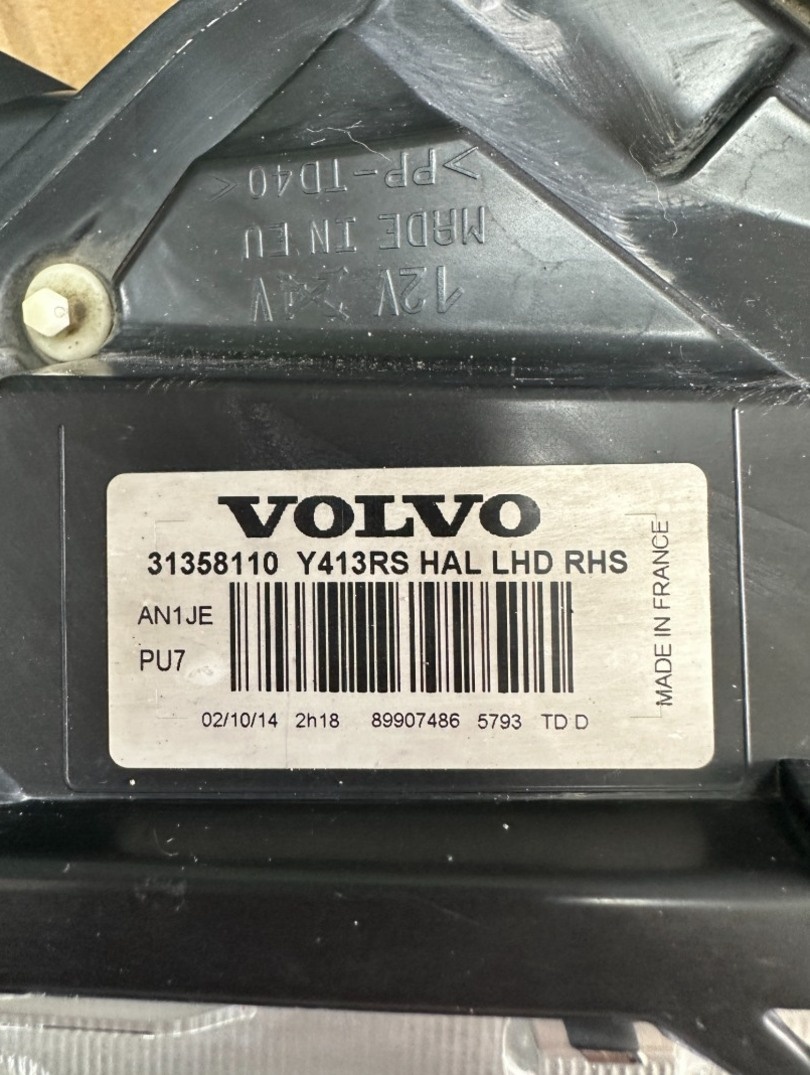 >PP-TD40<
MADE IN EU
12V
VOLVO
31358110 Y413RS HAL LHD RHS
AN1JE
PU7
02/10/14 2h18 89907486 5793 TD D
MADE IN FRANCE